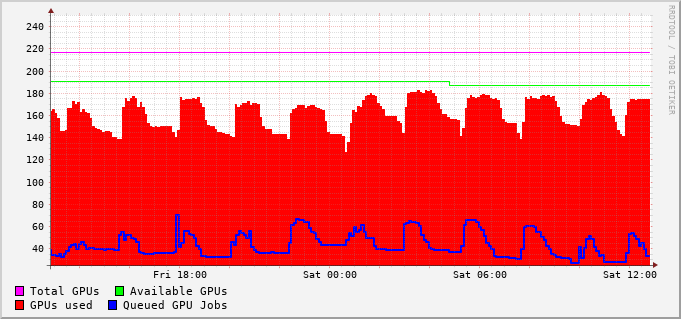 240
220
200
180
160
140
120
100
80
60
40
Fri 18:00 Sat 00:00 Sat 06:00 Sat 12:00
Total GPUs Available GPUs
GPUs used Queued GPU Jobs
RRDTOOL / TOBI OETIKER